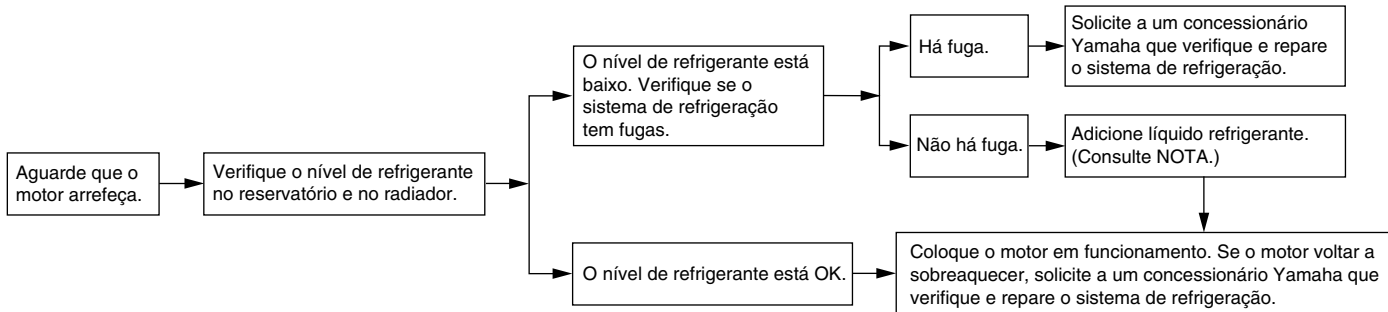 Aguarde que o
motor arrefeça.
Verifique o nível de refrigerante
no reservatório e no radiador.
O nível de refrigerante está
baixo. Verifique se o
sistema de refrigeração
tem fugas.
Há fuga.
Solicite a um concessionário
Yamaha que verifique e repare
o sistema de refrigeração.
Não há fuga.
Adicione líquido refrigerante.
(Consulte NOTA.)
O nível de refrigerante está OK.
Coloque o motor em funcionamento. Se o motor voltar a
sobreaquecer, solicite a um concessionário Yamaha que
verifique e repare o sistema de refrigeração.